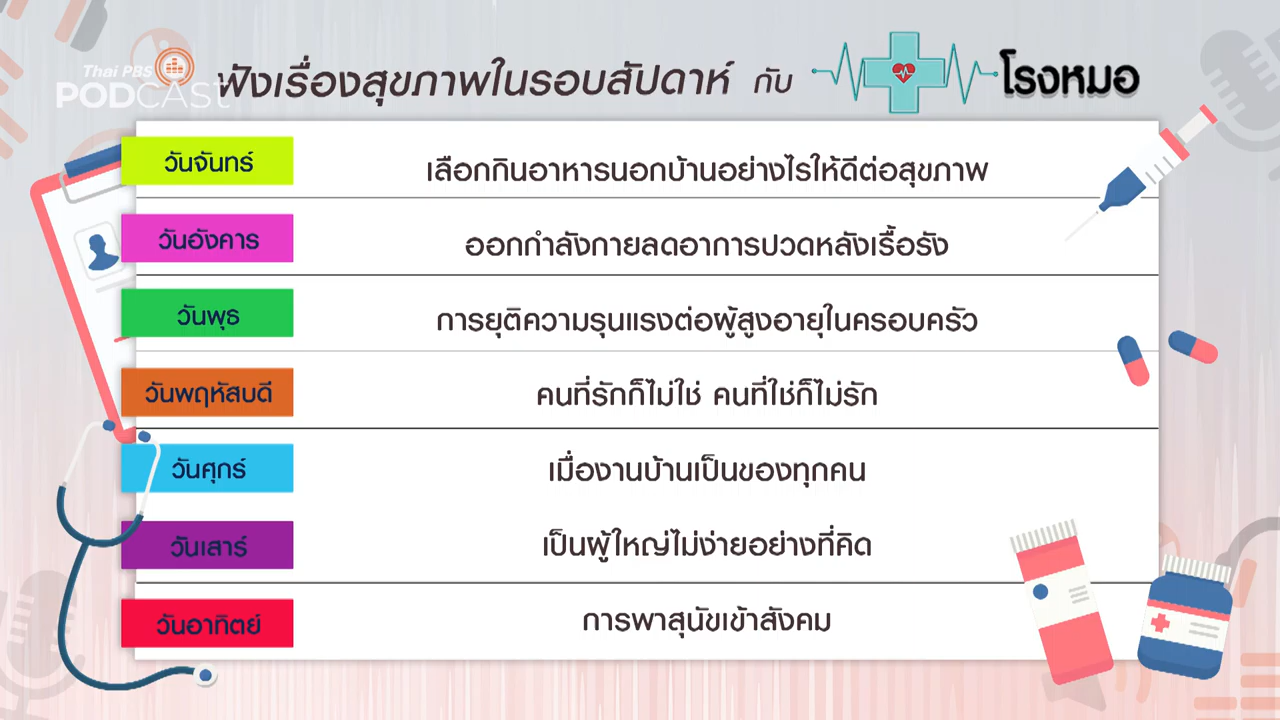 Thai PBS
PODCAST
ฟังเรื่องสุขภาพในรอบสัปดาห์ กับ โรงหมอ
วันจันทร์ เลือกกินอาหารนอกบ้านอย่างไรให้ดีต่อสุขภาพ
วันอังคาร ออกกำลังกายลดอาการปวดหลังเรื้อรัง
วันพุธ การยุติความรุนแรงต่อผู้สูงอายุในครอบครัว
วันพฤหัสบดี คนที่รักก็ไม่ใช่ คนที่ใช่ก็ไม่รัก
วันศุกร์ เมื่องานบ้านเป็นของทุกคน
วันเสาร์ เป็นผู้ใหญ่ไม่ง่ายอย่างที่คิด
วันอาทิตย์ การพาสุนัขเข้าสังคม